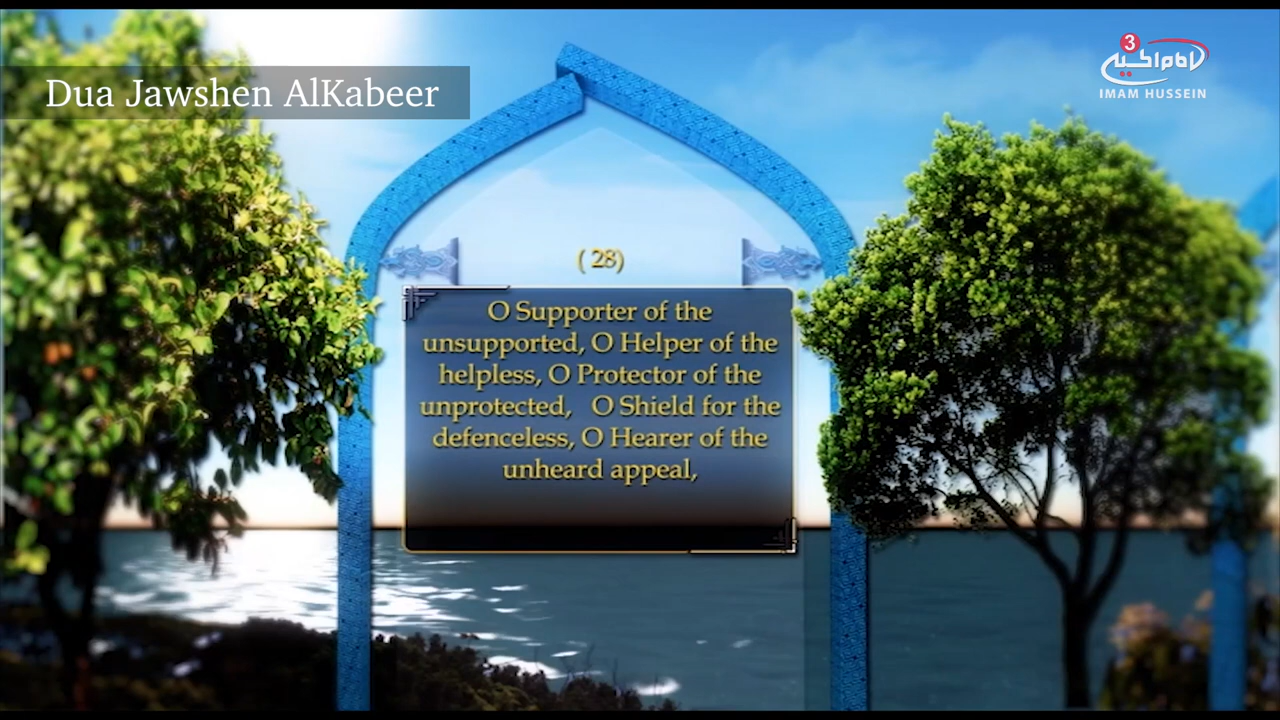 Dua Jawshen AlKabeer
3
IMAM HUSSEIN
( 28)
O Supporter of the
unsupported, O Helper of the
helpless, O Protector of the
unprotected, O Shield for the
defenceless, O Hearer of the
unheard appeal,